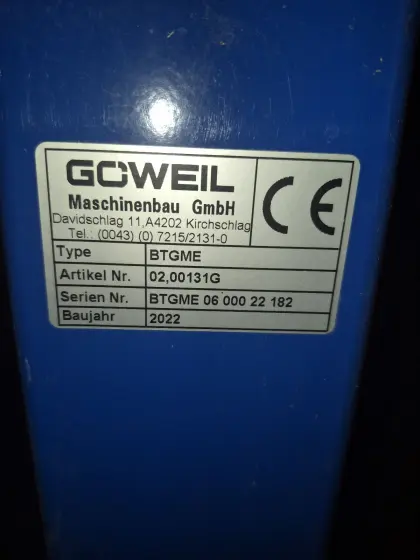 GÖWEIL
Maschinenbau GmbH
Davidschlag 11,A4202 Kirchschlag
Tel.: (0043) (0) 7215/2131-0
CE
Type BTGME
Artikel Nr. 02,00131G
Serien Nr. BTGME 06 000 22 182
Baujahr 2022